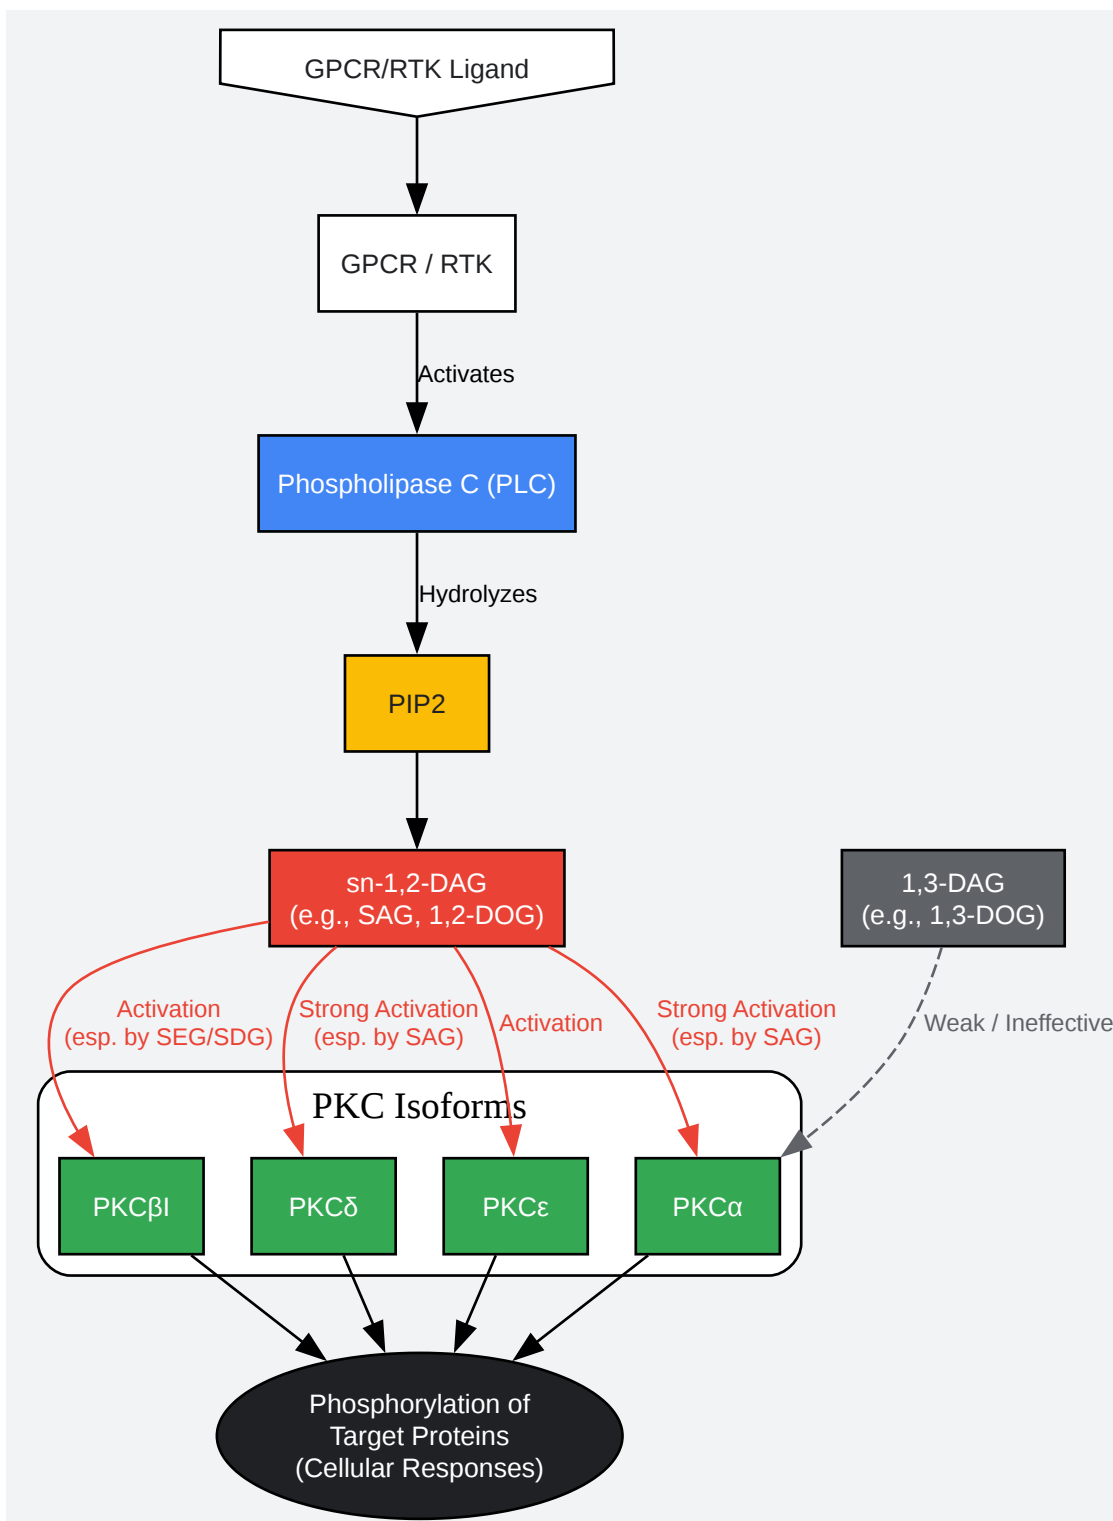 GPCR/RTK Ligand
GPCR / RTK
Activates
Phospholipase C (PLC)
Hydrolyzes
PIP2
sn-1,2-DAG
(e.g., SAG, 1,2-DOG)
1,3-DAG
(e.g., 1,3-DOG)
Activation
(esp. by SEG/SDG)
Strong Activation
(esp. by SAG)
Activation
Strong Activation
(esp. by SAG)
Weak / Ineffective
PKC Isoforms
PKCβI
PKCδ
PKCε
PKCα
Phosphorylation of
Target Proteins
(Cellular Responses)